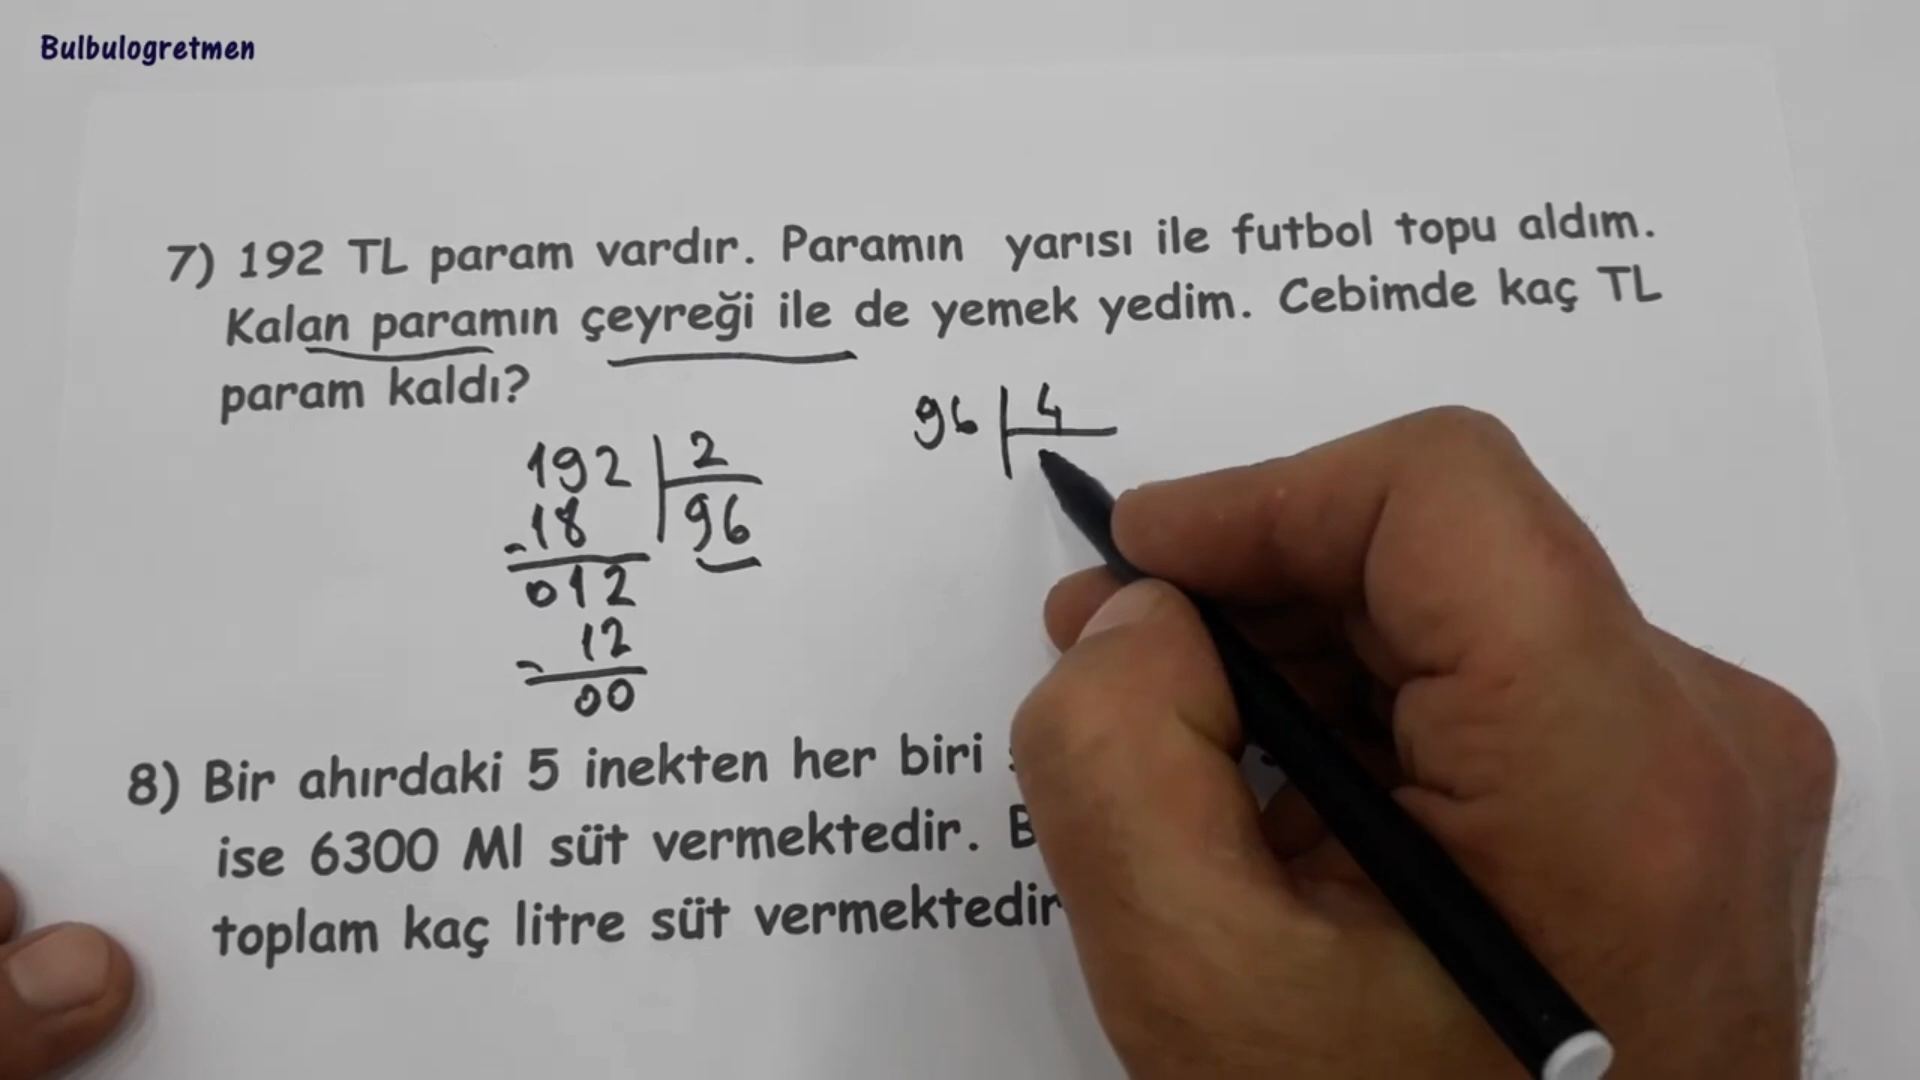 Bulbulogretmen
7) 192 TL param vardır. Paramın yarısı ile futbol topu aldım.
Kalan paramın çeyreği ile de yemek yedim. Cebimde kaç TL
param kaldı?
96 4
192 2
-18 96
012
- 12
00
8) Bir ahırdaki 5 inekten her biri
ise 6300 Ml süt vermektedir.
toplam kaç litre süt vermektedir